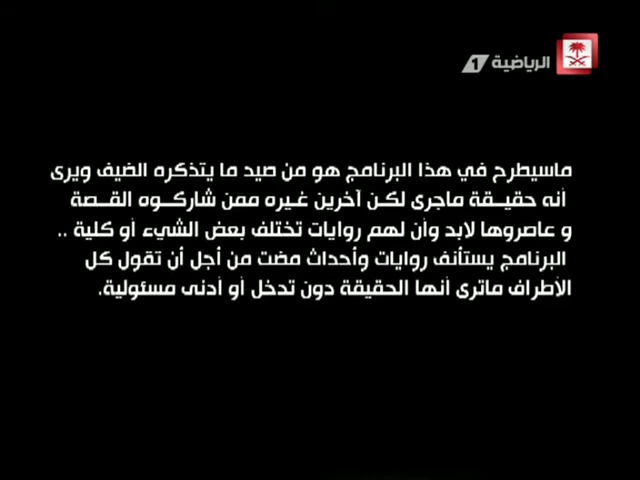 الرياضية 1
ماسيطرح في هذا البرنامج هو من صيد ما يتذكره الضيف ويرى
أنه حقيقة ماجرى لكن آخرين غيره ممن شاركوه القصة
و عاصروها لابد وأن لهم روايات تختلف بعض الشيء أو كلية ..
البرنامج يستأنف روايات وأحداث مضت من أجل أن تقول كل
الأطراف ماترى أنها الحقيقة دون تدخل أو أدنى مسئولية.